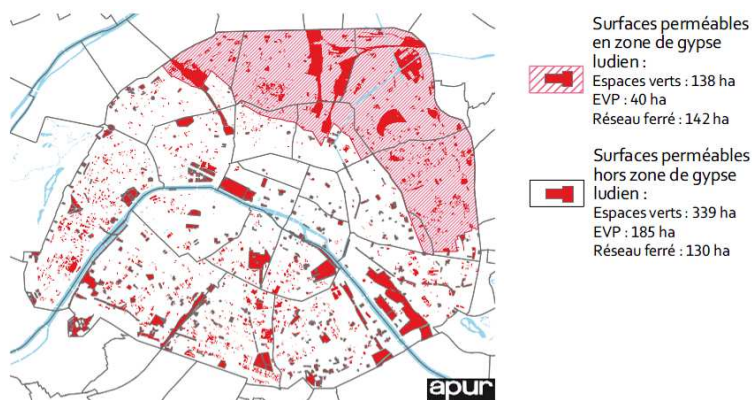 Surfaces perméables
en zone de gypse
ludien :
Espaces verts : 138 ha
EVP : 40 ha
Réseau ferré : 142 ha
Surfaces perméables
hors zone de gypse
ludien :
Espaces verts : 339 ha
EVP : 185 ha
Réseau ferré : 130 ha
apur